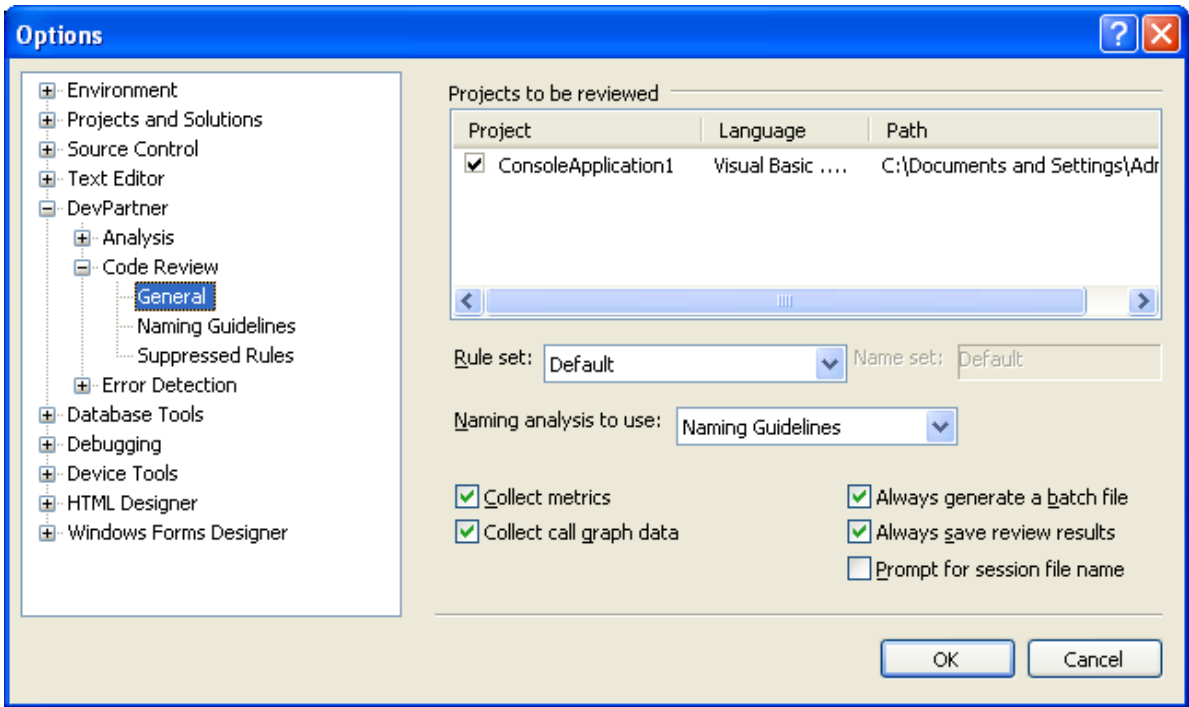 Options
Environment
Projects and Solutions
Source Control
Text Editor
DevPartner
Analysis
Code Review
General
Naming Guidelines
Suppressed Rules
Error Detection
Database Tools
Debugging
Device Tools
HTML Designer
Windows Forms Designer
Projects to be reviewed
Project Language Path
ConsoleApplication1 Visual Basic .... C:\Documents and Settings\Adr
Rule set: Default Name set: Default
Naming analysis to use: Naming Guidelines
Collect metrics Always generate a batch file
Collect call graph data Always save review results
Prompt for session file name
OK Cancel